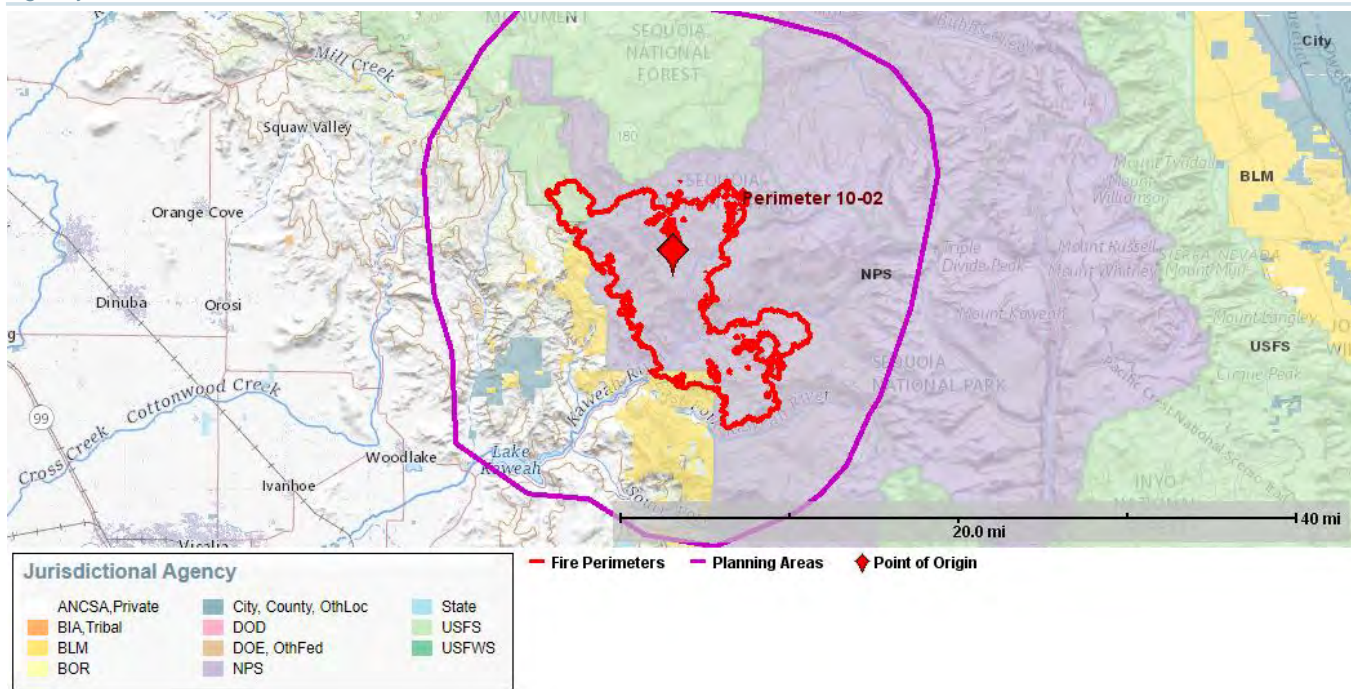 MONUMENT
N
SEQUOIA
NATIONAL
FOREST
City
Mill Creek
Squaw Valley
180
Mount Tyndall
Mount
Williamson
BLM
SEQUOIA
Perimeter 10-02
Orange Cove
Triple
Divide Peak
Mount Russell
Mount Whitney
SIERRA NEVADA
Mount Muir
NPS
Dinuba
Orosi
Mount Kaweah
Mount Langley
g
USFS
Cirque Peak
SEQUOIA
NATIONAL PARK
Pacific Crest National Scenic Trail
99
Cottonwood Creek
Cross Creek
Woodlake
Lake
Kaweah
Ivanhoe
INYO
Visalia
20.0 mi
40 mi
Fire Perimeters
Planning Areas
Point of Origin
Jurisdictional Agency
ANCSA,Private
City, County, OthLoc
State
BIA,Tribal
DOD
USFS
BLM
DOE, OthFed
USFWS
BOR
NPS